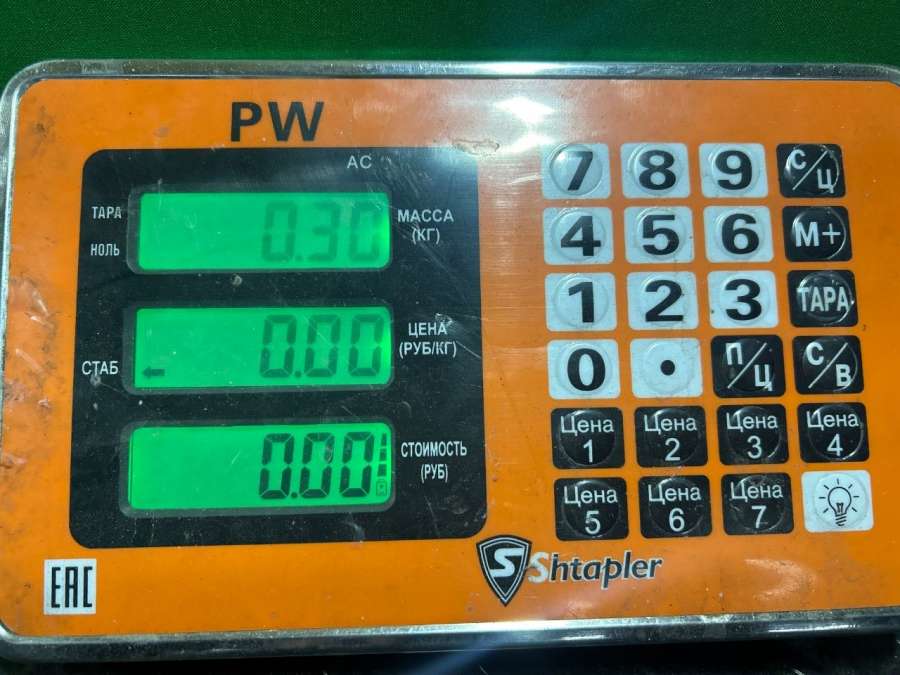 PW
AC
ТАРА
НОЛЬ
0.30
МАССА
(КГ)
СТАБ
0.00
ЦЕНА
(РУБ/КГ)
0.00
СТОИМОСТЬ
(РУБ)
7 8 9 С/Ц
4 5 6 М+
1 2 3 ТАРА
0 . П/Ц С/В
Цена 1 Цена 2 Цена 3 Цена 4
Цена 5 Цена 6 Цена 7
S Shtapler
EAC